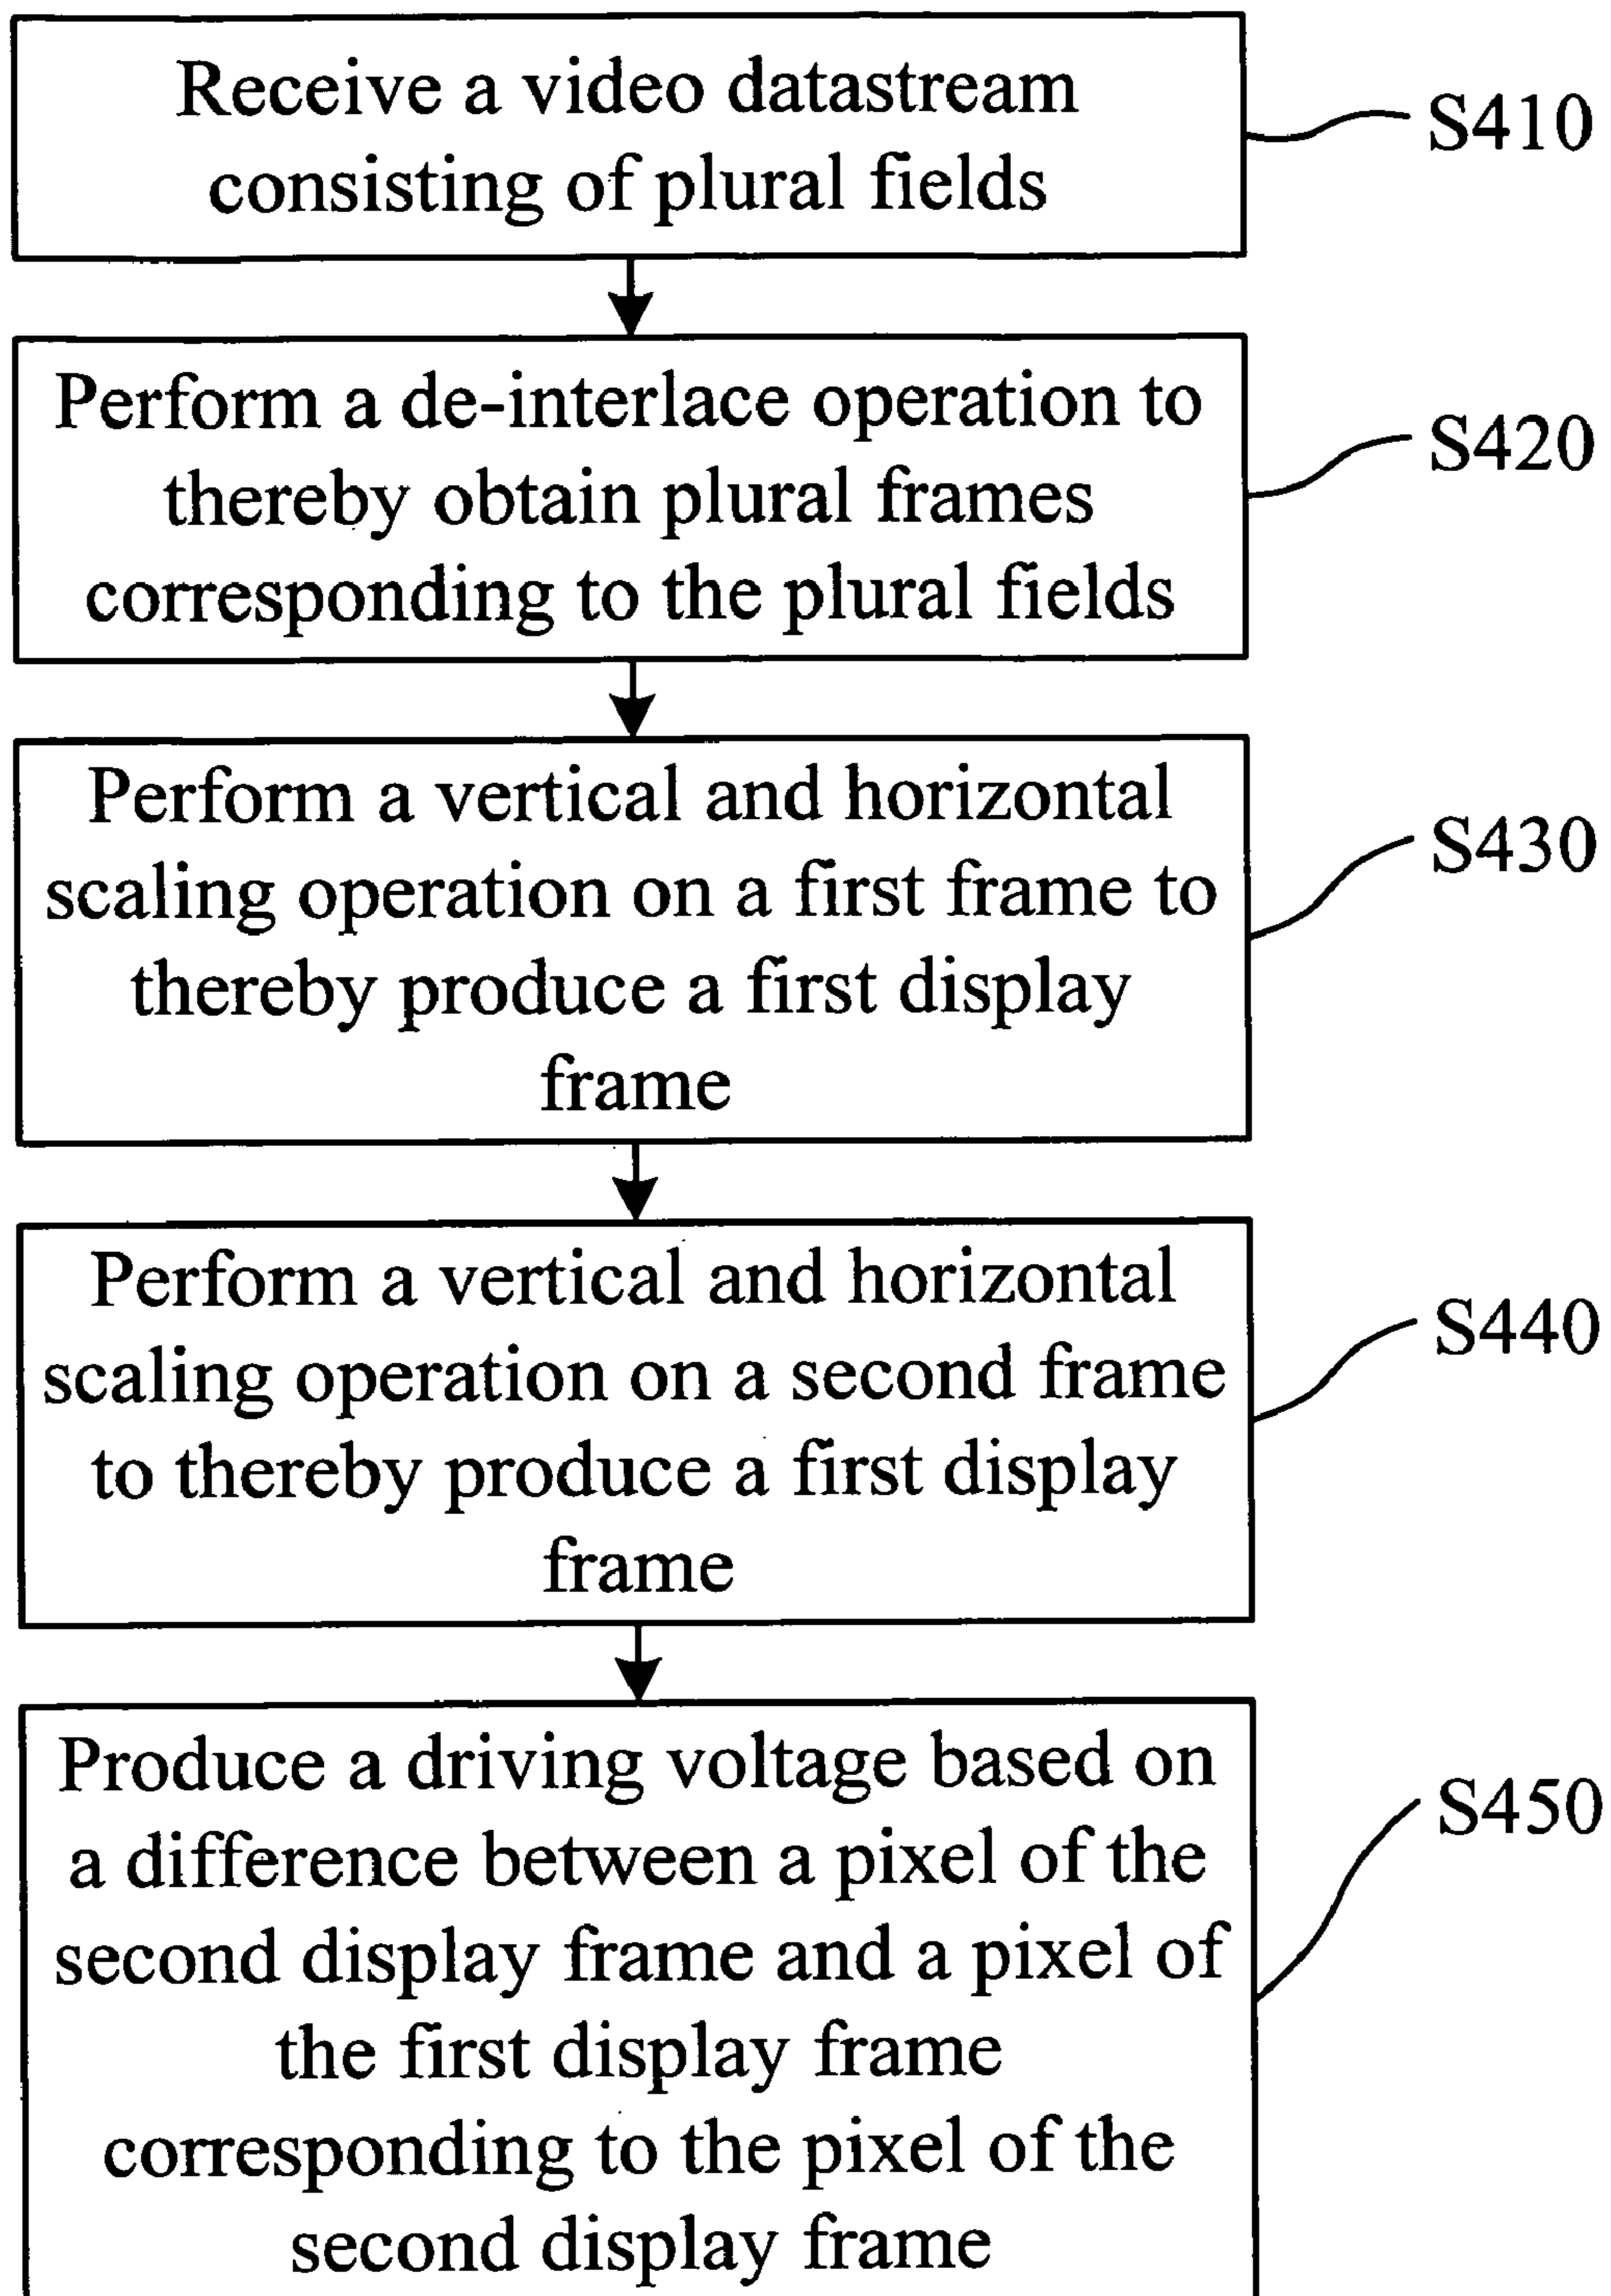 Receive a video datastream
consisting of plural fields
S410
Perform a de-interlace operation to
thereby obtain plural frames
corresponding to the plural fields
S420
Perform a vertical and horizontal
scaling operation on a first frame to
thereby produce a first display
frame
S430
Perform a vertical and horizontal
scaling operation on a second frame
to thereby produce a first display
frame
S440
Produce a driving voltage based on
a difference between a pixel of the
second display frame and a pixel of
the first display frame
corresponding to the pixel of the
second display frame
S450